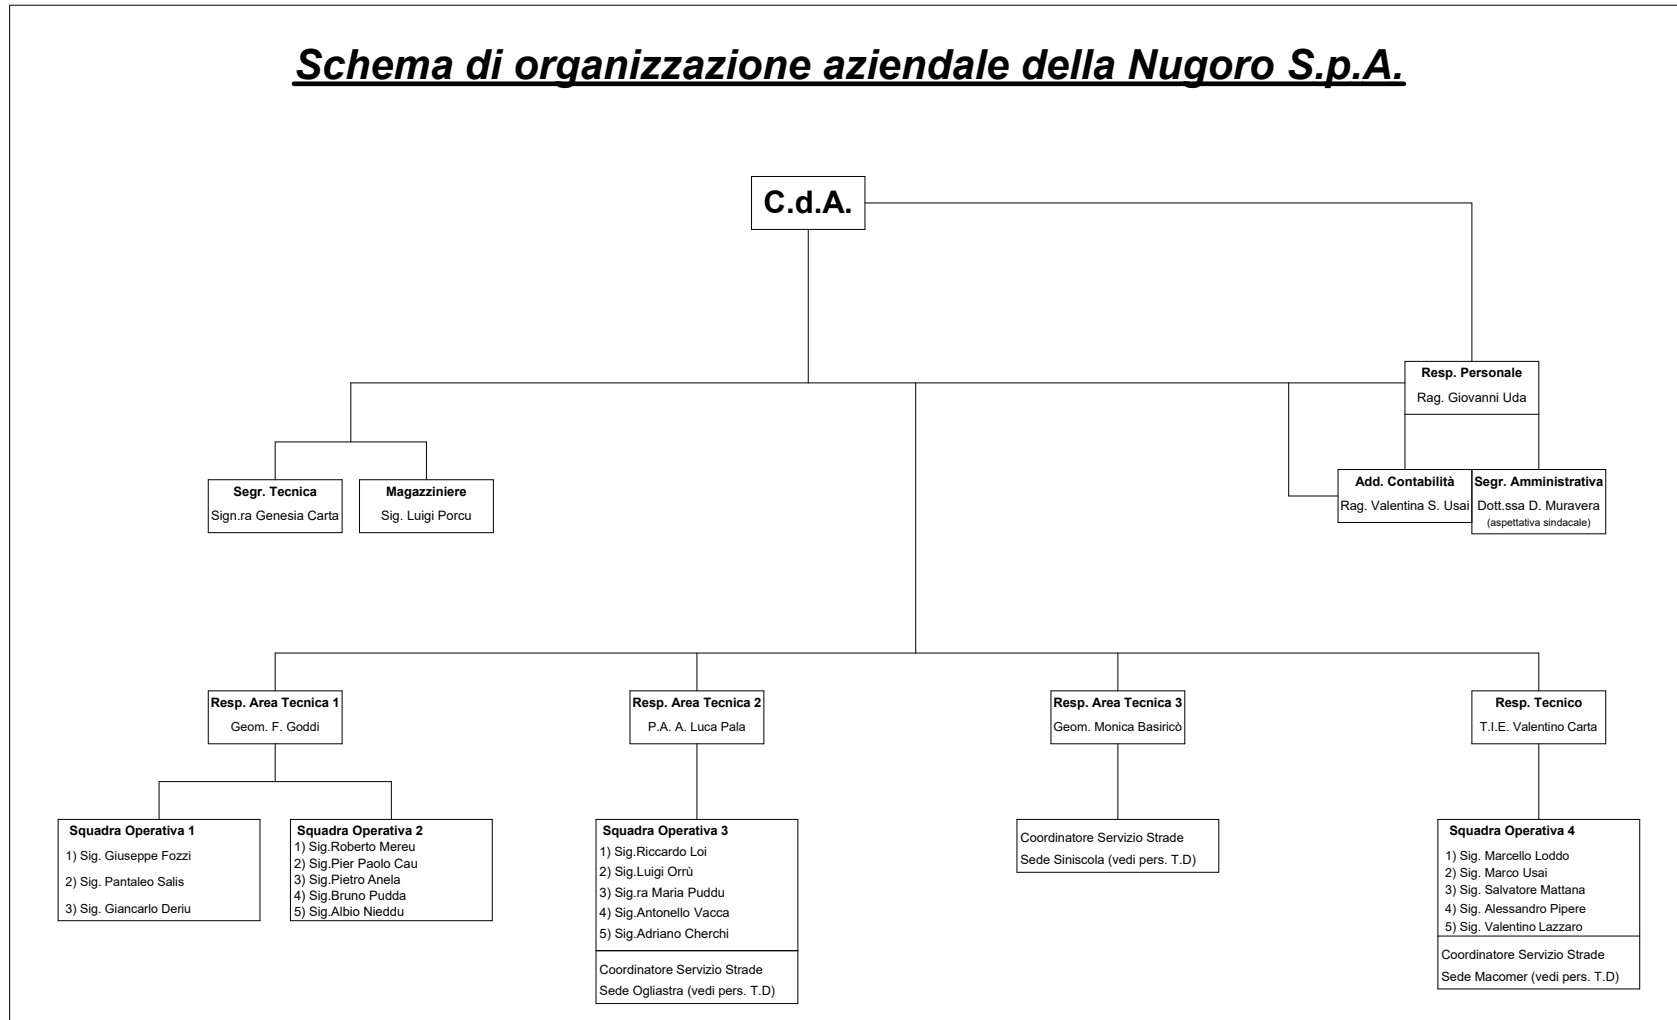 Schema di organizzazione aziendale della Nugoro S.p.A.
C.d.A.
Resp. Personale
Rag. Giovanni Uda
Segr. Tecnica
Sign.ra Genesia Carta
Magazziniere
Sig. Luigi Porcu
Add. Contabilità
Rag. Valentina S. Usai
Segr. Amministrativa
Dott.ssa D. Muravera
(aspettativa sindacale)
Resp. Area Tecnica 1
Geom. F. Goddi
Resp. Area Tecnica 2
P.A. A. Luca Pala
Resp. Area Tecnica 3
Geom. Monica Basiricò
Resp. Tecnico
T.I.E. Valentino Carta
Squadra Operativa 1
1) Sig. Giuseppe Fozzi
2) Sig. Pantaleo Salis
3) Sig. Giancarlo Deriu
Squadra Operativa 2
1) Sig.Roberto Mereu
2) Sig.Pier Paolo Cau
3) Sig.Pietro Anela
4) Sig.Bruno Pudda
5) Sig.Albio Nieddu
Squadra Operativa 3
1) Sig.Riccardo Loi
2) Sig.Luigi Orrù
3) Sig.ra Maria Puddu
4) Sig.Antonello Vacca
5) Sig.Adriano Cherchi
Coordinatore Servizio Strade
Sede Ogliastra (vedi pers. T.D)
Coordinatore Servizio Strade
Sede Siniscola (vedi pers. T.D)
Squadra Operativa 4
1) Sig. Marcello Loddo
2) Sig. Marco Usai
3) Sig. Salvatore Mattana
4) Sig. Alessandro Pipere
5) Sig. Valentino Lazzaro
Coordinatore Servizio Strade
Sede Macomer (vedi pers. T.D)